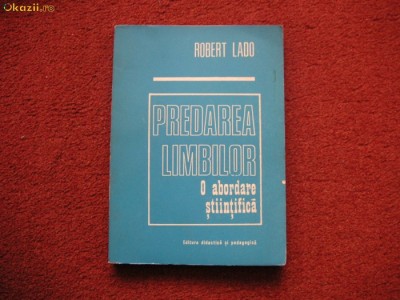 Okazii.ro
ROBERT LADO
PREDAREA
LIMBILOR
O abordare
științifică
Editura didactică și pedagogică